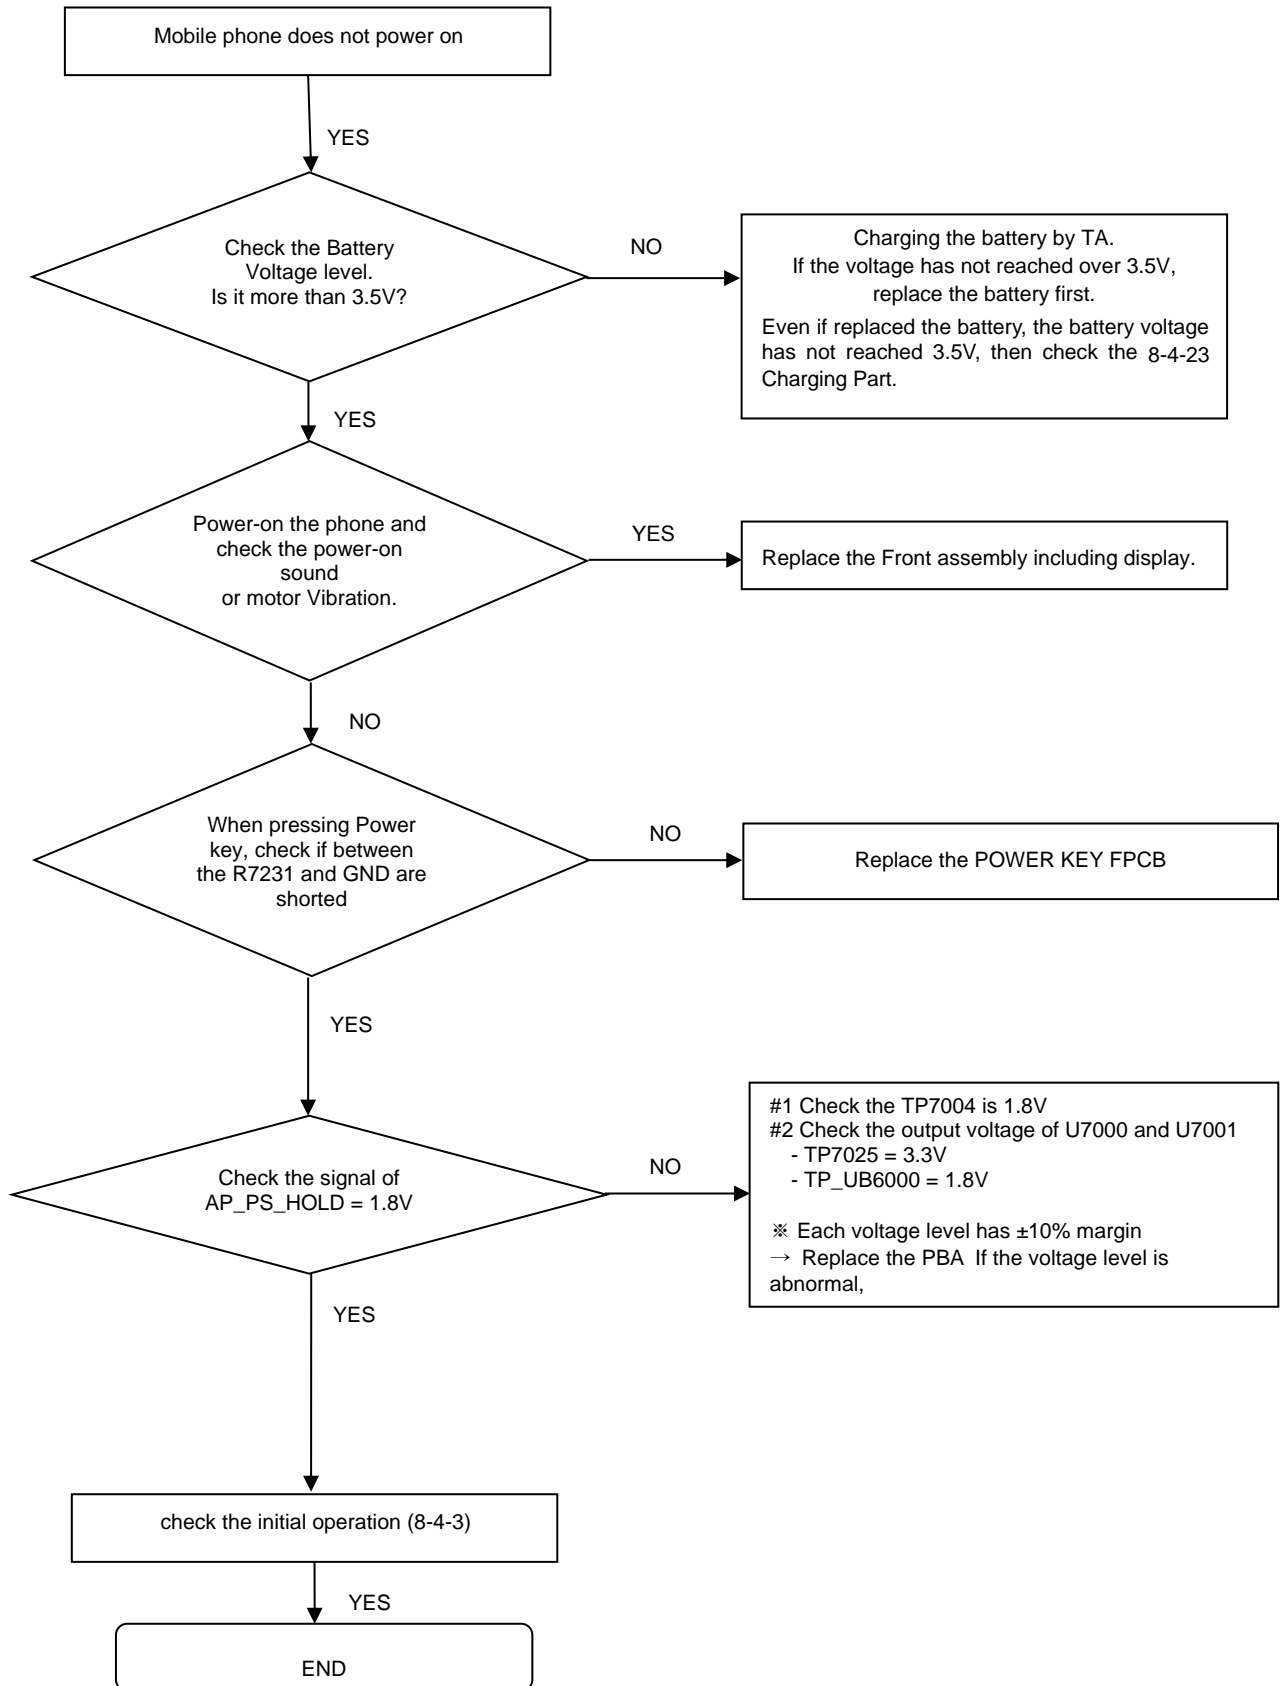 Mobile phone does not power on
YES
Check the Battery
Voltage level.
Is it more than 3.5V?
NO
Charging the battery by TA.
If the voltage has not reached over 3.5V,
replace the battery first.
Even if replaced the battery, the battery voltage
has not reached 3.5V, then check the 8-4-23
Charging Part.
YES
Power-on the phone and
check the power-on
sound
or motor Vibration.
YES
Replace the Front assembly including display.
NO
When pressing Power
key, check if between
the R7231 and GND are
shorted
NO
Replace the POWER KEY FPCB
YES
Check the signal of
AP_PS_HOLD = 1.8V
NO
#1 Check the TP7004 is 1.8V
#2 Check the output voltage of U7000 and U7001
- TP7025 = 3.3V
- TP_UB6000 = 1.8V
※ Each voltage level has ±10% margin
→ Replace the PBA If the voltage level is
abnormal,
YES
check the initial operation (8-4-3)
YES
END